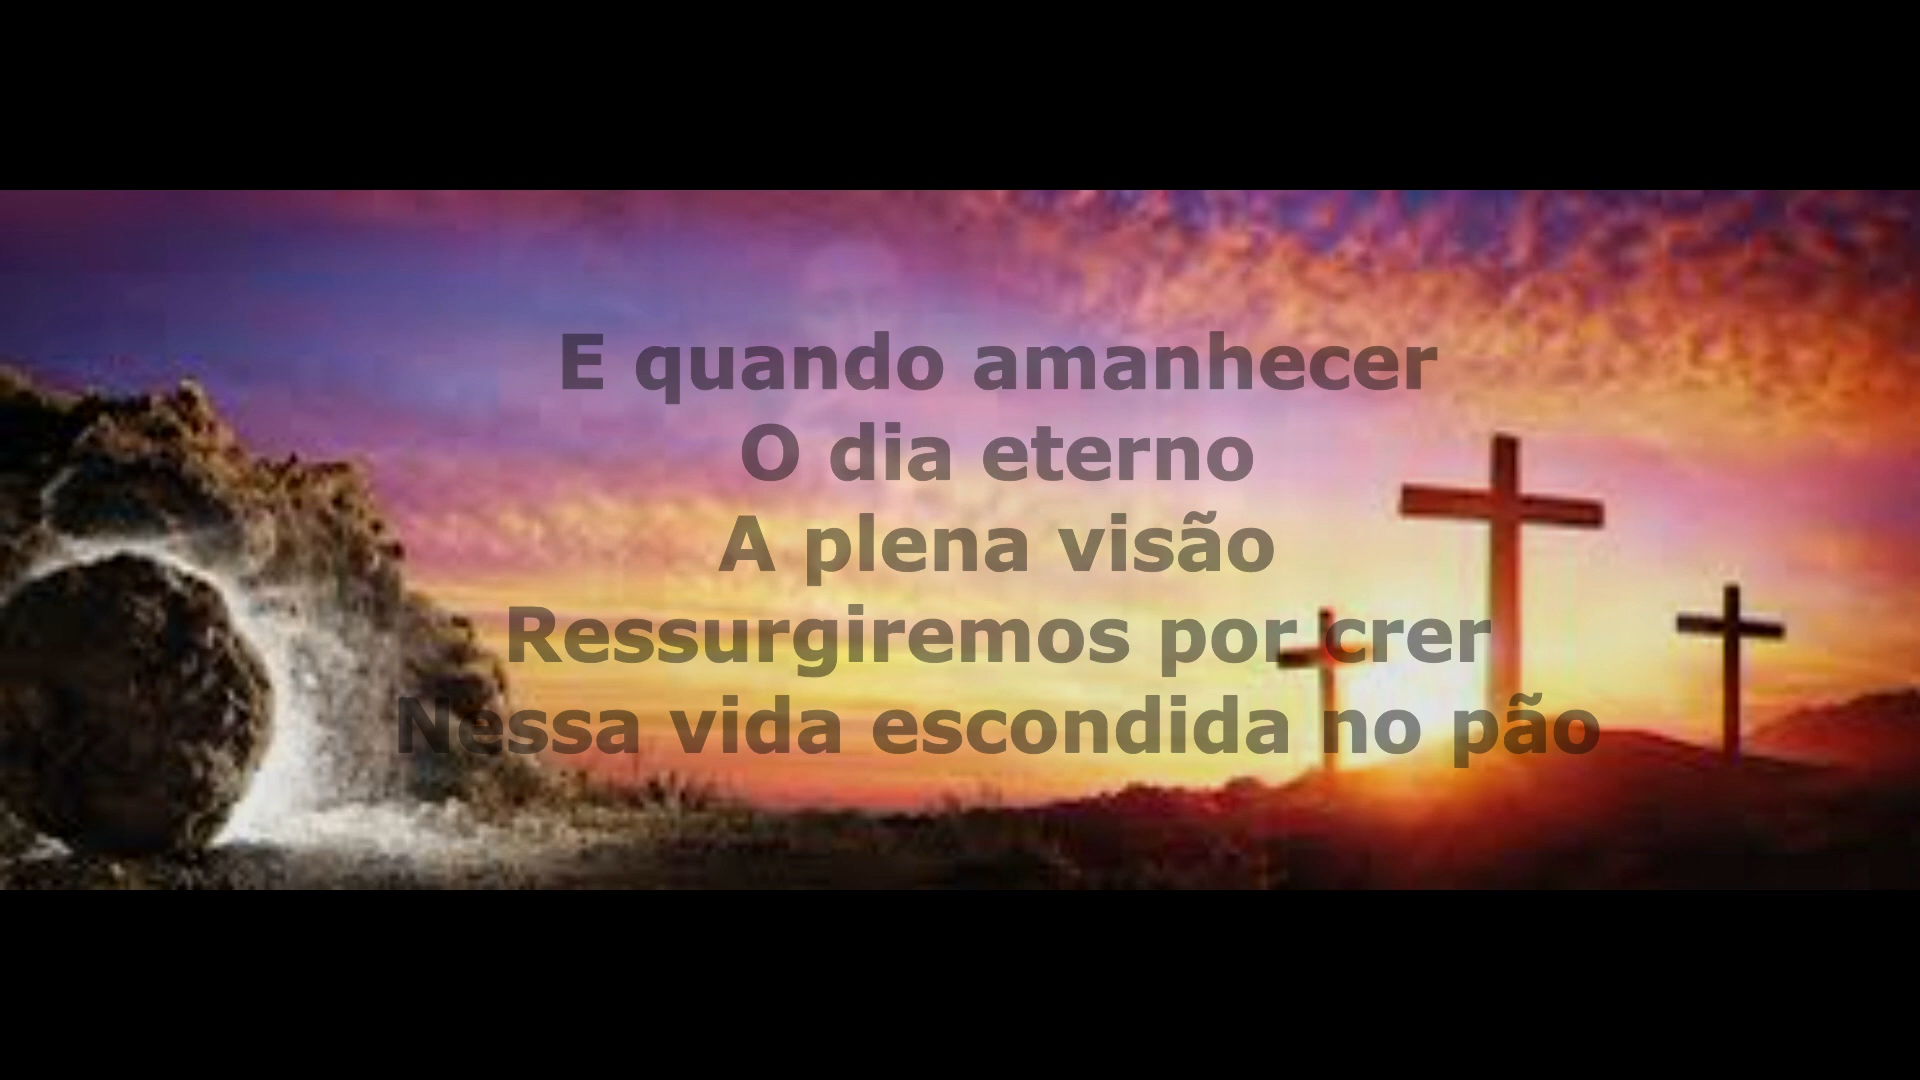 E quando amanhecer
O dia eterno
A plena visão
Ressurgiremos por crer
Nessa vida escondida no pão